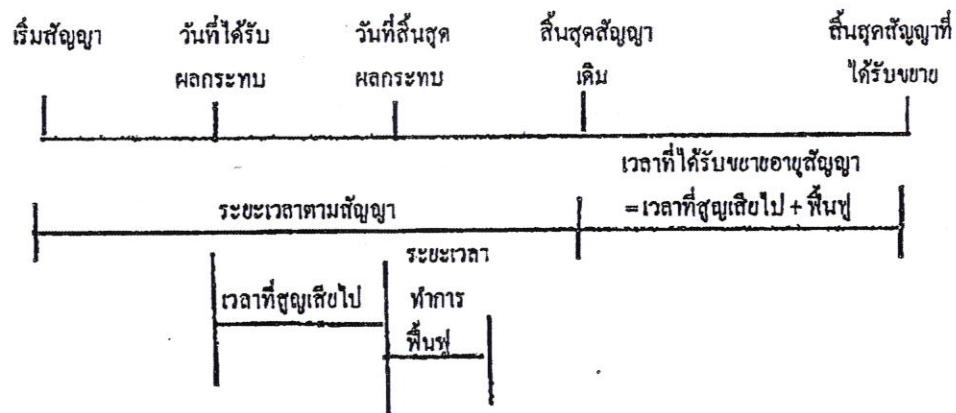 เริ่มสัญญา วันที่ได้รับ วันที่สิ้นสุด สิ้นสุดสัญญา สิ้นสุดสัญญาที่
ผลกระทบ ผลกระทบ เดิม ได้รับขยาย
เวลาที่ได้รับขยายอายุสัญญา
ระยะเวลาตามสัญญา = เวลาที่สูญเสียไป + ฟื้นฟู
ระยะเวลา
เวลาที่สูญเสียไป ทำการ
ฟื้นฟู